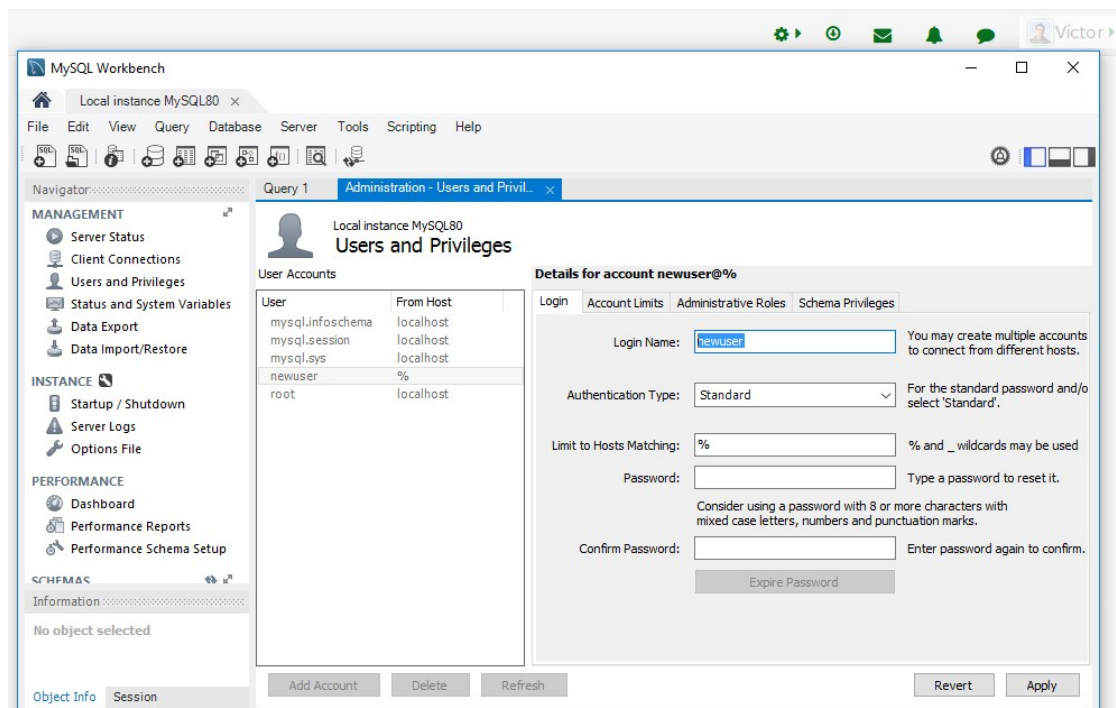 Victor
MySQL Workbench
Local instance MySQL80
File Edit View Query Database Server Tools Scripting Help
Navigator
MANAGEMENT
Server Status
Client Connections
Users and Privileges
Status and System Variables
Data Export
Data Import/Restore
INSTANCE
Startup / Shutdown
Server Logs
Options File
PERFORMANCE
Dashboard
Performance Reports
Performance Schema Setup
SCHEMAS
Information
No object selected
Object Info Session
Query 1 Administration - Users and Privil...
Local instance MySQL80
Users and Privileges
User Accounts
User From Host
mysql.infoschema localhost
mysql.session localhost
mysql.sys localhost
newuser %
root localhost
Add Account Delete Refresh
Details for account newuser@%
Login Account Limits Administrative Roles Schema Privileges
Login Name: newuser You may create multiple accounts
to connect from different hosts.
Authentication Type: Standard For the standard password and/o
select 'Standard'.
Limit to Hosts Matching: % % and _ wildcards may be used
Password: Type a password to reset it.
Consider using a password with 8 or more characters with
mixed case letters, numbers and punctuation marks.
Confirm Password: Enter password again to confirm.
Expire Password
Revert Apply